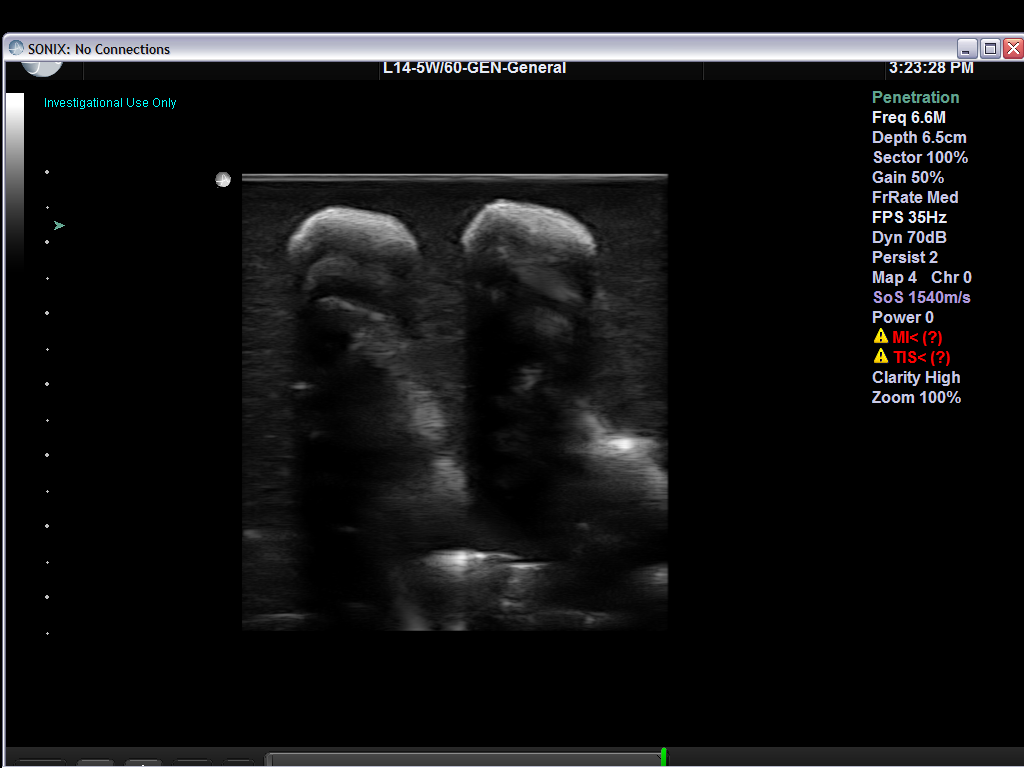 SONIX: No Connections
L14-5W/60-GEN-General
3:23:28 PM
Investigational Use Only
Penetration
Freq 6.6M
Depth 6.5cm
Sector 100%
Gain 50%
FrRate Med
FPS 35Hz
Dyn 70dB
Persist 2
Map 4 Chr 0
SoS 1540m/s
Power 0
MI< (?)
TIS< (?)
Clarity High
Zoom 100%